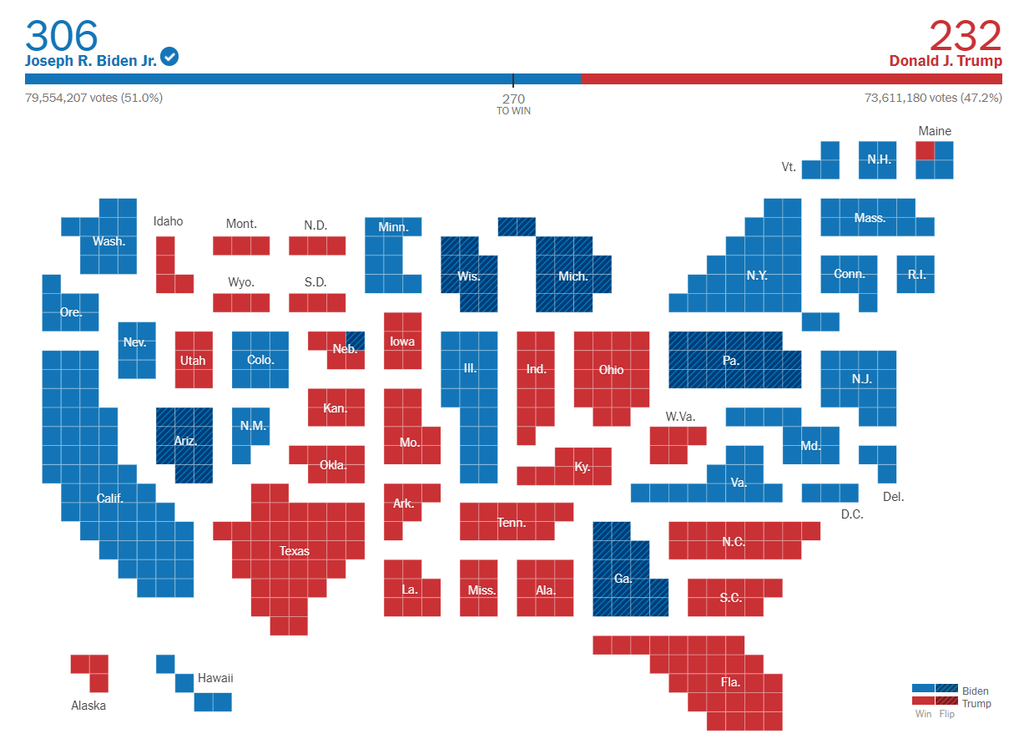 306
232
Joseph R. Biden Jr.
Donald J. Trump
79,554,207 votes (51.0%)
270
TO WIN
73,611,180 votes (47.2%)
Maine
Vt.
N.H.
Idaho
Mont.
N.D.
Minn.
Mass.
Wash.
Wis.
Mich.
N.Y.
Conn.
R.I.
Wyo.
S.D.
Ore.
Nev.
Utah
Colo.
Neb.
Iowa
Ill.
Ind.
Ohio
Pa.
N.J.
Kan.
W.Va.
Ariz.
N.M.
Mo.
Md.
Okla.
Ky.
Va.
Del.
Calif.
Ark.
D.C.
Texas
Tenn.
N.C.
Ga.
La.
Miss.
Ala.
S.C.
Hawaii
Fla.
Alaska
Biden
Trump
Win Flip